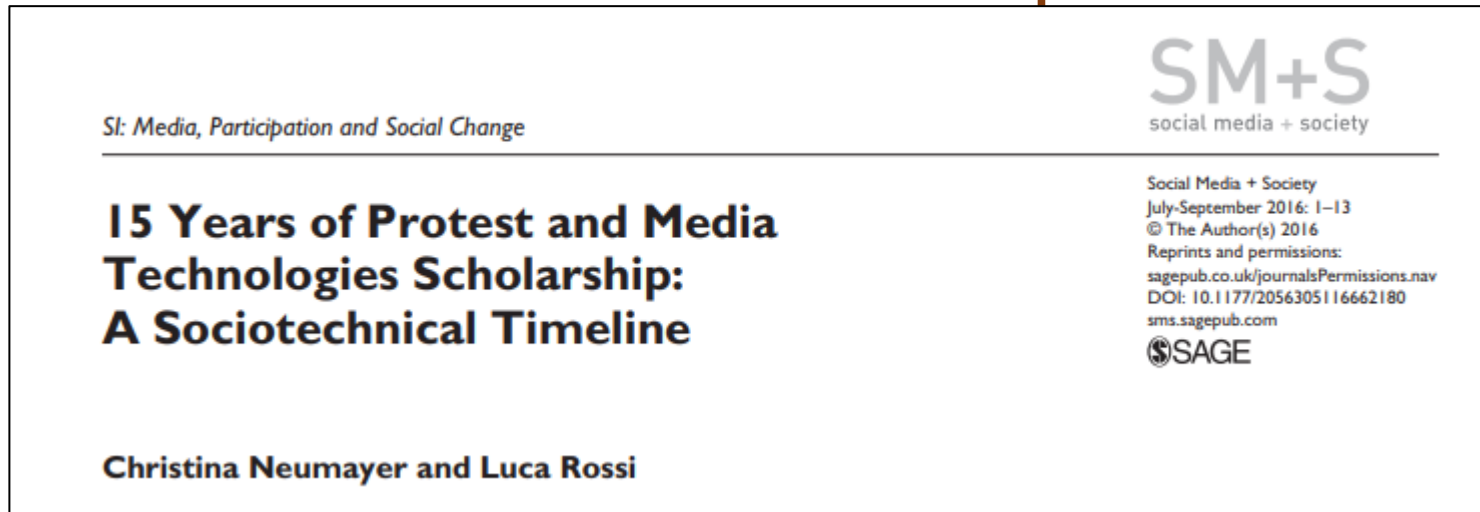 SM+S
social media + society
SI: Media, Participation and Social Change
15 Years of Protest and Media
Technologies Scholarship:
A Sociotechnical Timeline
Social Media + Society
July-September 2016: 1–13
© The Author(s) 2016
Reprints and permissions:
sagepub.co.uk/journalsPermissions.nav
DOI: 10.1177/2056305116662180
sms.sagepub.com
SAGE
Christina Neumayer and Luca Rossi